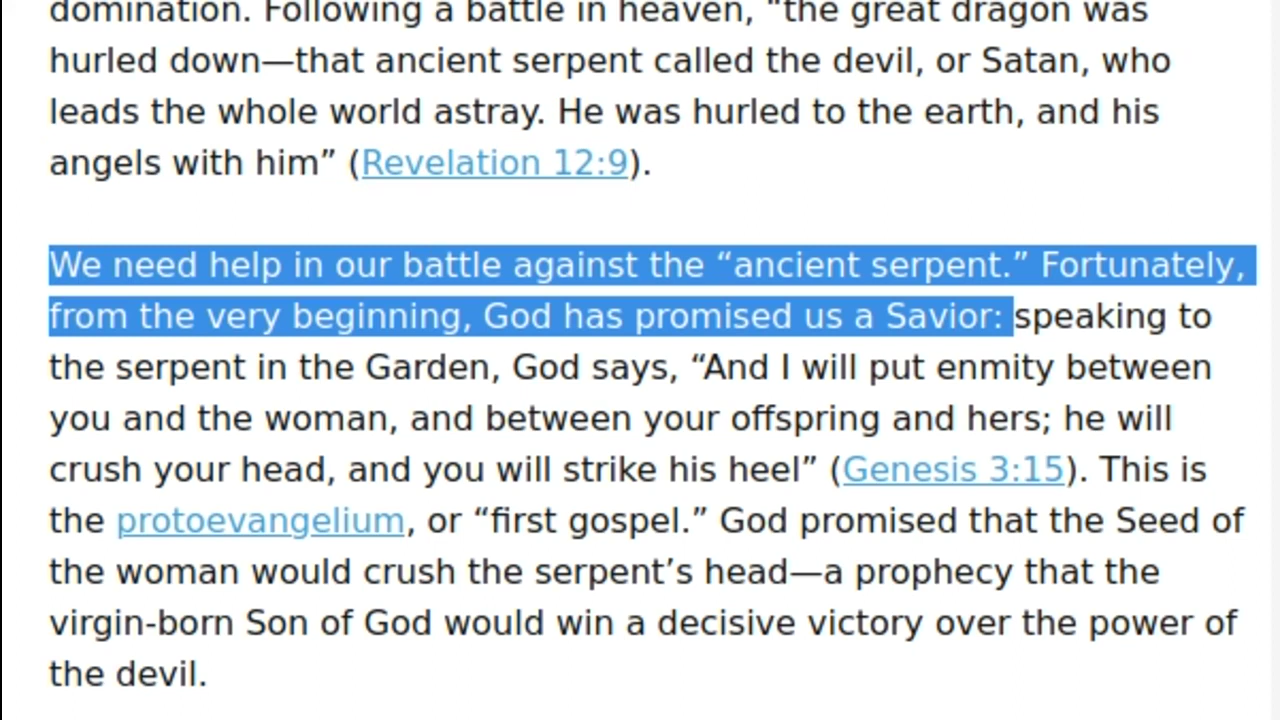 domination. Following a battle in heaven, “the great dragon was
hurled down—that ancient serpent called the devil, or Satan, who
leads the whole world astray. He was hurled to the earth, and his
angels with him” (Revelation 12:9).
We need help in our battle against the “ancient serpent.” Fortunately,
from the very beginning, God has promised us a Savior: speaking to
the serpent in the Garden, God says, “And I will put enmity between
you and the woman, and between your offspring and hers; he will
crush your head, and you will strike his heel” (Genesis 3:15). This is
the protoevangelium, or “first gospel.” God promised that the Seed of
the woman would crush the serpent’s head—a prophecy that the
virgin-born Son of God would win a decisive victory over the power of
the devil.